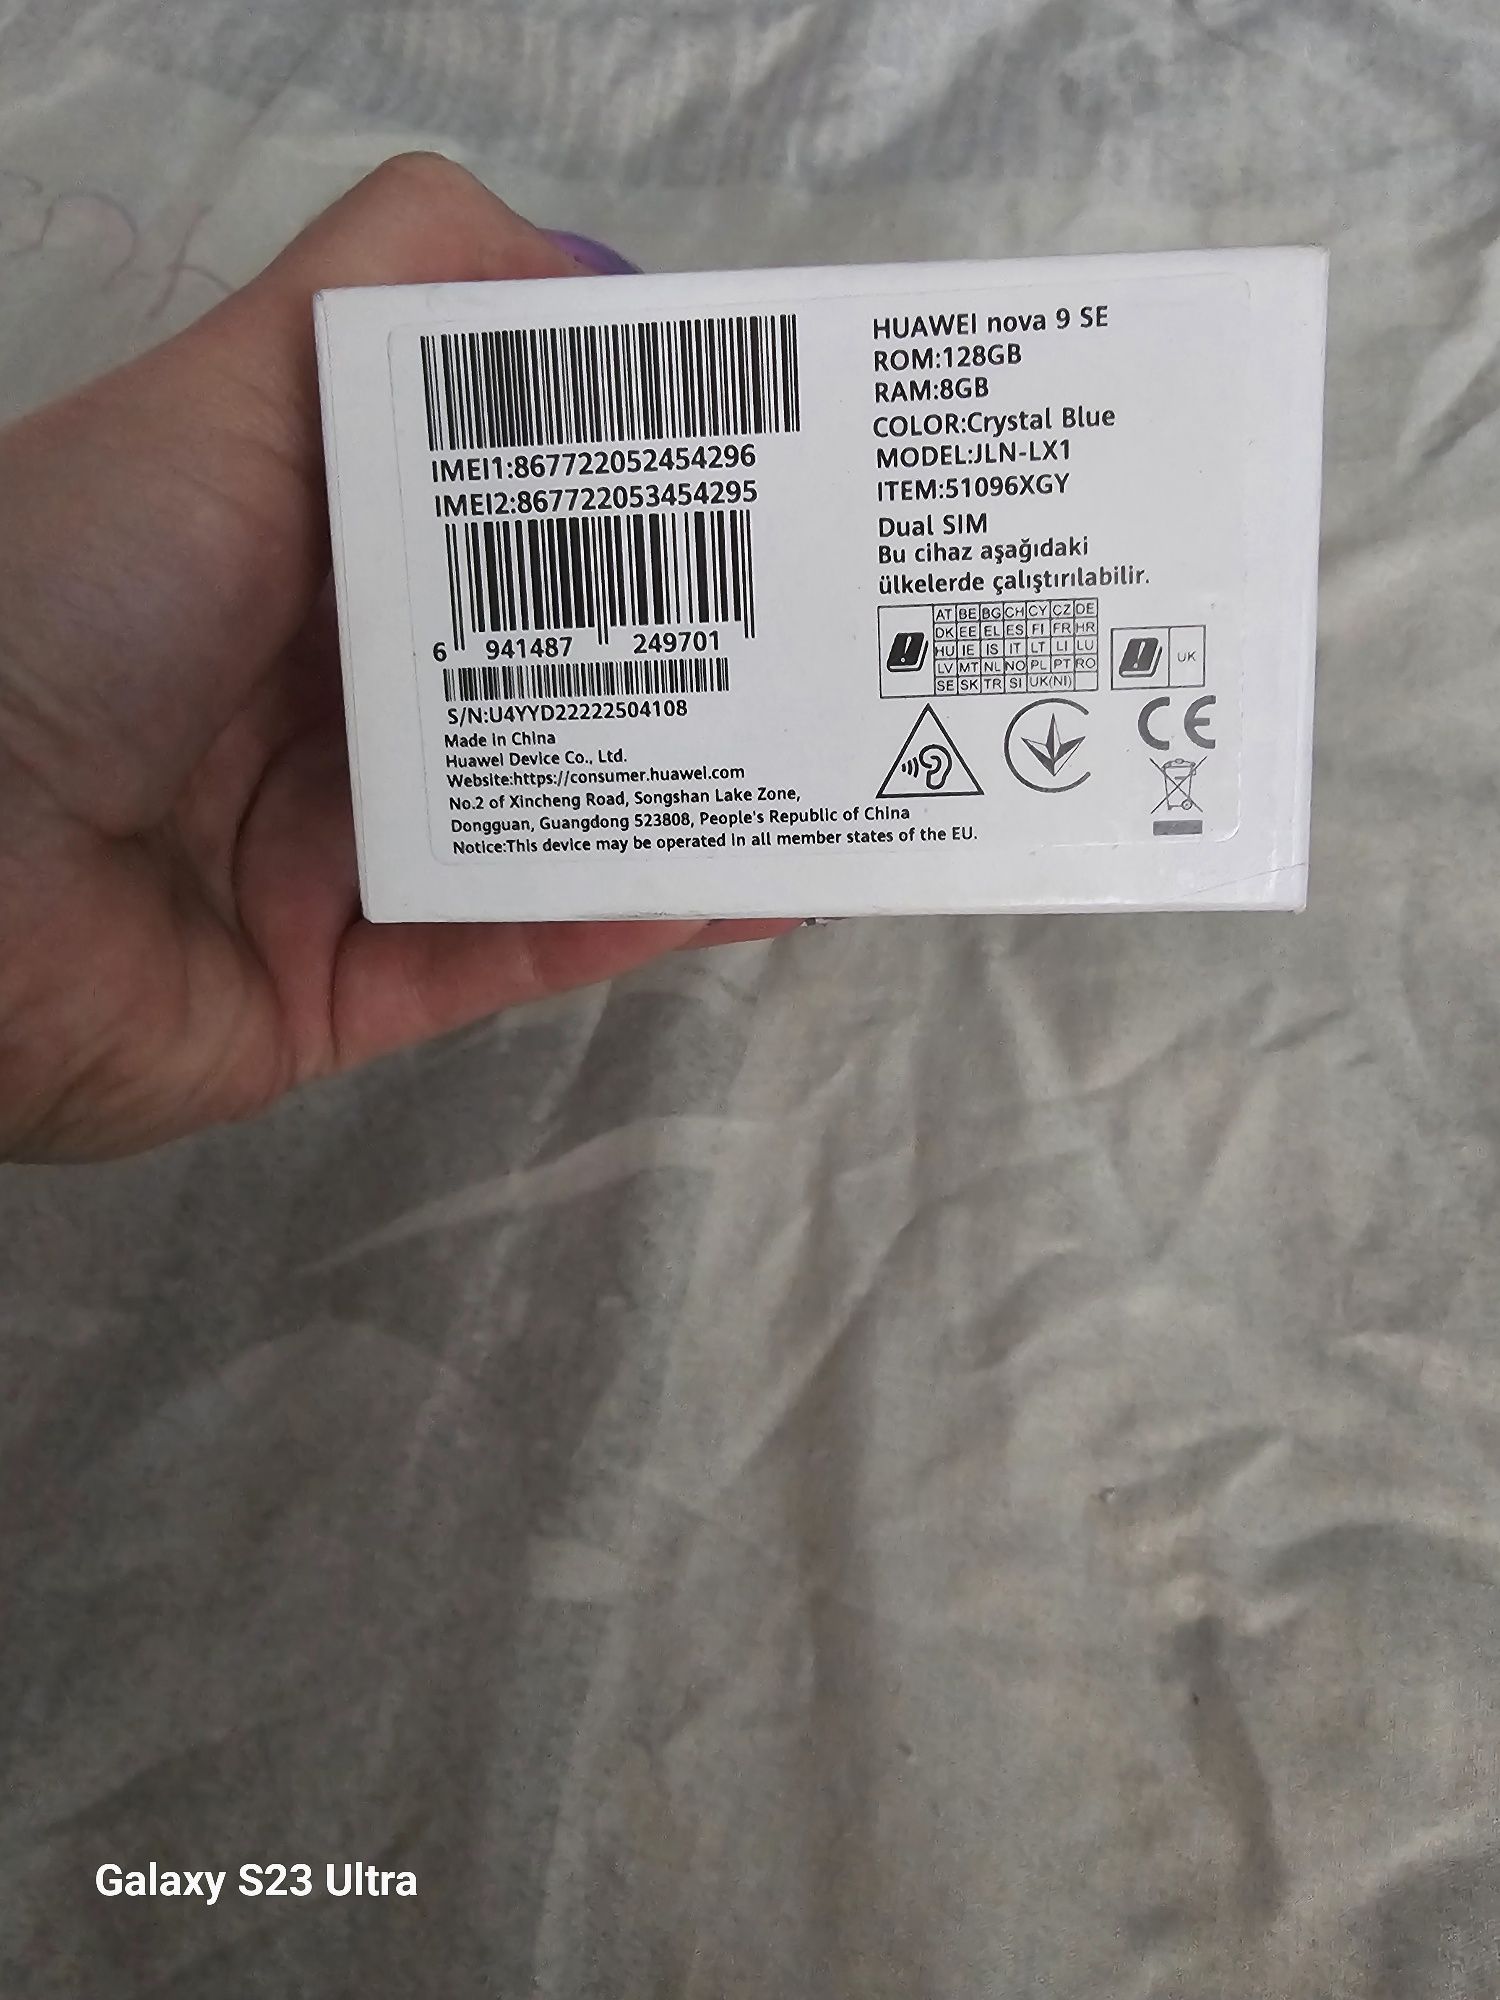 IMEI1:867722052454296
IMEI2:867722053454295
6 941487 249701
S/N:U4YYD22222504108
Made in China
Huawei Device Co., Ltd.
Website:https://consumer.huawei.com
No.2 of Xincheng Road, Songshan Lake Zone,
Dongguan, Guangdong 523808, People's Republic of China
Notice:This device may be operated in all member states of the EU.
HUAWEI nova 9 SE
ROM:128GB
RAM:8GB
COLOR:Crystal Blue
MODEL:JLN-LX1
ITEM:51096XGY
Dual SIM
Bu cihaz aşağıdaki
ülkelerde çalıştırılabilir.
AT BE BG CH CY CZ DE
DK EE EL ES FI FR HR
HU IE IS IT LT LI LU
LV MT NL NO PL PT RO
SE SK TR SI UK(NI)
UK
CE
Galaxy S23 Ultra